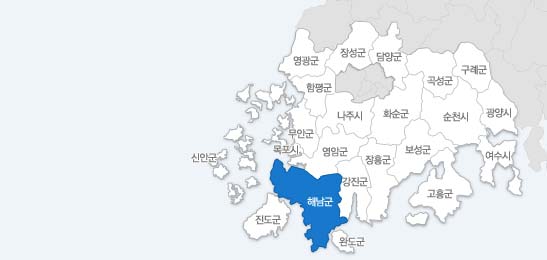 장성군
담양군
영광군
곡성군
구례군
함평군
나주시
화순군
순천시
광양시
무안군
목포시
영암군
보성군
여수시
신안군
장흥군
강진군
고흥군
해남군
진도군
완도군